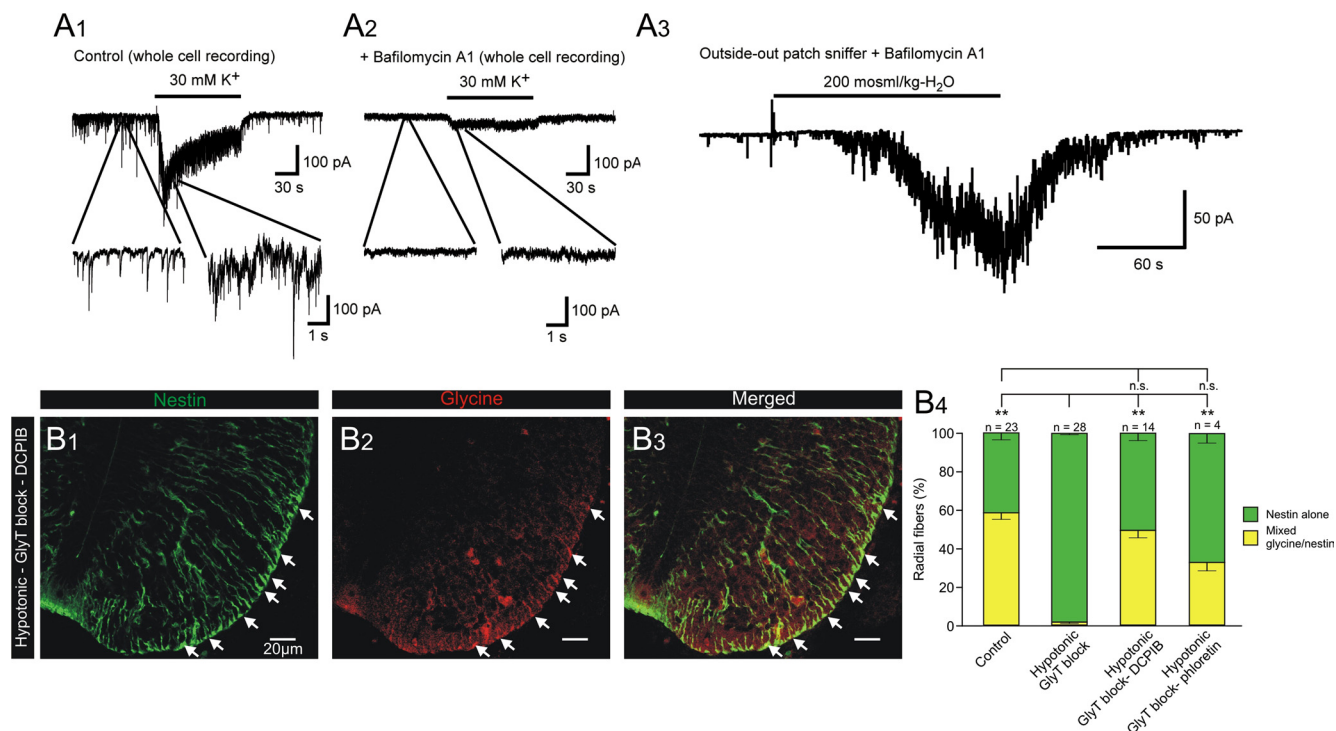 A1
Control (whole cell recording)
30 mM K+
100 pA
30 s
100 pA
1 s
A2
+ Bafilomycin A1 (whole cell recording)
30 mM K+
100 pA
30 s
100 pA
1 s
A3
Outside-out patch sniffer + Bafilomycin A1
200 mosml/kg-H2O
50 pA
60 s
Hypotonic - GlyT block - DCPIB
Nestin
B1
20µm
Glycine
B2
Merged
B3
B4
n.s. n.s.
** ** **
n = 23 n = 28 n = 14 n = 4
Radial fibers (%)
100
80
60
40
20
0
Control
Hypotonic
GlyT block
Hypotonic
GlyT block- DCPIB
Hypotonic
GlyT block- phloretin
Nestin alone
Mixed
glycine/nestin